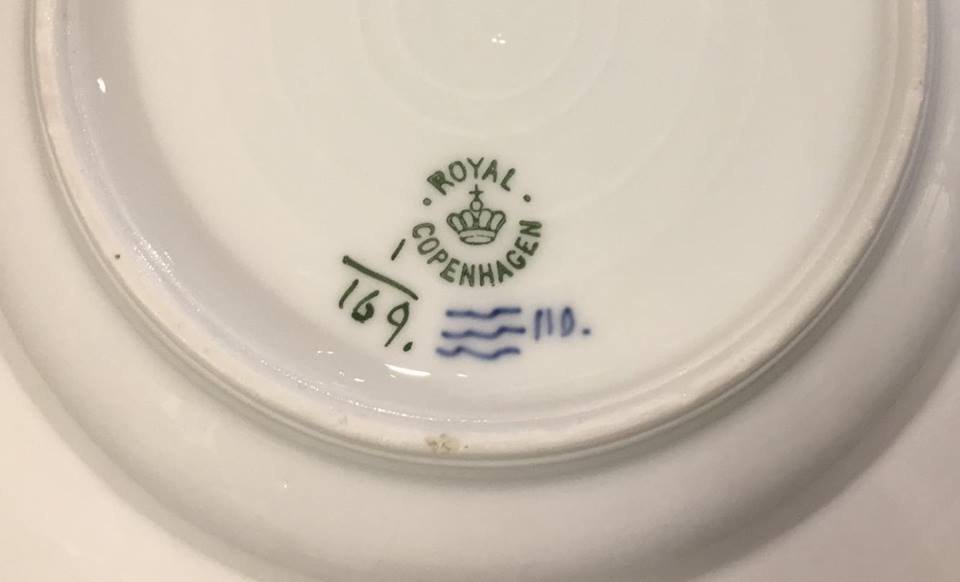 ROYAL
COPENHAGEN
1
169.
110.